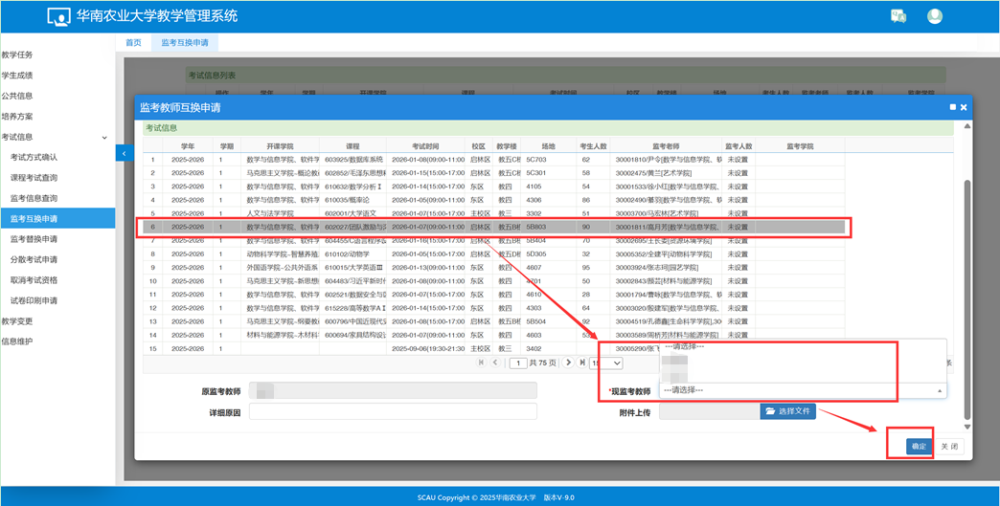 华南农业大学教学管理系统
首页 监考互换申请
教学任务
学生成绩
公共信息
培养方案
考试信息
考试方式确认
课程考试查询
监考信息查询
监考互换申请
监考替换申请
分散考试申请
取消考试资格
试卷印刷申请
教学变更
信息维护
考试信息列表
监考教师互换申请
考试信息
学年 学期 开课学院 课程 考试时间 校区 教学楼 场地 考生人数 监考老师 监考人数 监考学院
1 2025-2026 1 数学与信息学院、软件学 603925/数据库系统 2026-01-08(09:00-11:00) 启林区 教五C栋 5C703 62 30001810/尹令[数学与信息学院、软 未设置
2 2025-2026 1 马克思主义学院-概论教i 602852/毛泽东思想和 2026-01-15(15:00-17:00) 启林区 教五C栋 5C301 58 30002475/黄兰[艺术学院] 未设置
3 2025-2026 1 数学与信息学院、软件学 610632/数学分析Ⅰ 2026-01-14(15:00-17:00) 东区 教四 4105 54 30001533/徐小红[数学与信息学院、 未设置
4 2025-2026 1 数学与信息学院、软件学 610035/概率论 2026-01-05(09:00-11:00) 东区 教四 4306 86 30002490/綦羽[数学与信息学院、 未设置
5 2025-2026 1 人文与法学学院 602001/大学语文 2026-01-07(15:00-17:00) 主校区 教三 3302 51 30003700/马宏林[艺术学院] 未设置
6 2025-2026 1 数学与信息学院、软件学 602027/团队激励与沟 2026-01-07(09:00-11:00) 启林区 教五B栋 5B803 90 30001811/高月芳[数学与信息学院、 未设置
7 2025-2026 1 数学与信息学院、软件学 604455/C语言程序设 2026-01-16(15:00-17:00) 启林区 教五B栋 5B404 70 30002695/王长委[资源环境学院] 未设置
8 2025-2026 1 动物科学学院-智慧养殖 610102/动物学 2026-01-05(15:00-17:00) 启林区 教五D栋 5D305 32 30005352/全建平[动物科学学院] 未设置
9 2025-2026 1 外国语学院-公共外语系 610015/大学英语Ⅲ 2026-01-13(09:00-11:00) 东区 教四 4607 95 30003924/张志珂[园艺学院] 未设置
10 2025-2026 1 马克思主义学院-新思想i 604483/习近平新时代 2026-01-08(09:00-11:00) 东区 教四 4701 50 30002843/颜芸[材料与能源学院] 未设置
11 2025-2026 1 数学与信息学院、软件学 602521/数据安全与区 2026-01-07(15:00-17:00) 东区 教四 4610 28 30001794/曹咏[数学与信息学院、 未设置
12 2025-2026 1 数学与信息学院、软件学 615228/高等数学AⅠ 2026-01-14(15:00-17:00) 东区 教四 4303 64 30003020/殷建军[数学与信息学院、 未设置
13 2025-2026 1 马克思主义学院-纲要教i 600796/中国近现代史 2026-01-08(15:00-17:00) 启林区 教五B栋 5B504 92 30004519/孔德鑫[生命科学学院],30 未设置
14 2025-2026 1 材料与能源学院-木材科 600694/家具结构设计 2026-01-07(09:00-11:00) 东区 教四 4603 53 30003589/周桥芳[材料与能源学院] 未设置
15 2025-2026 1 2025-09-06(19:30-21:30) 主校区 教三 3402 30005290/张飞
1 共 75 页 15 条
---请选择---
原监考教师 *现监考教师 ---请选择---
详细原因 附件上传 选择文件
确定 关 闭
SCAU Copyright © 2025华南农业大学 版本V-9.0